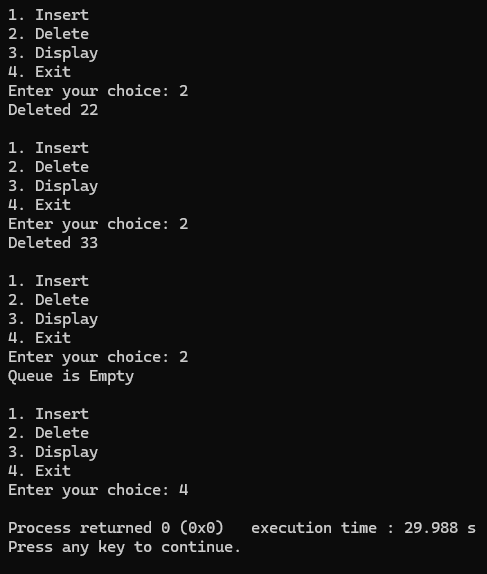 1. Insert
2. Delete
3. Display
4. Exit
Enter your choice: 2
Deleted 22

1. Insert
2. Delete
3. Display
4. Exit
Enter your choice: 2
Deleted 33

1. Insert
2. Delete
3. Display
4. Exit
Enter your choice: 2
Queue is Empty

1. Insert
2. Delete
3. Display
4. Exit
Enter your choice: 4

Process returned 0 (0x0)   execution time : 29.988 s
Press any key to continue.